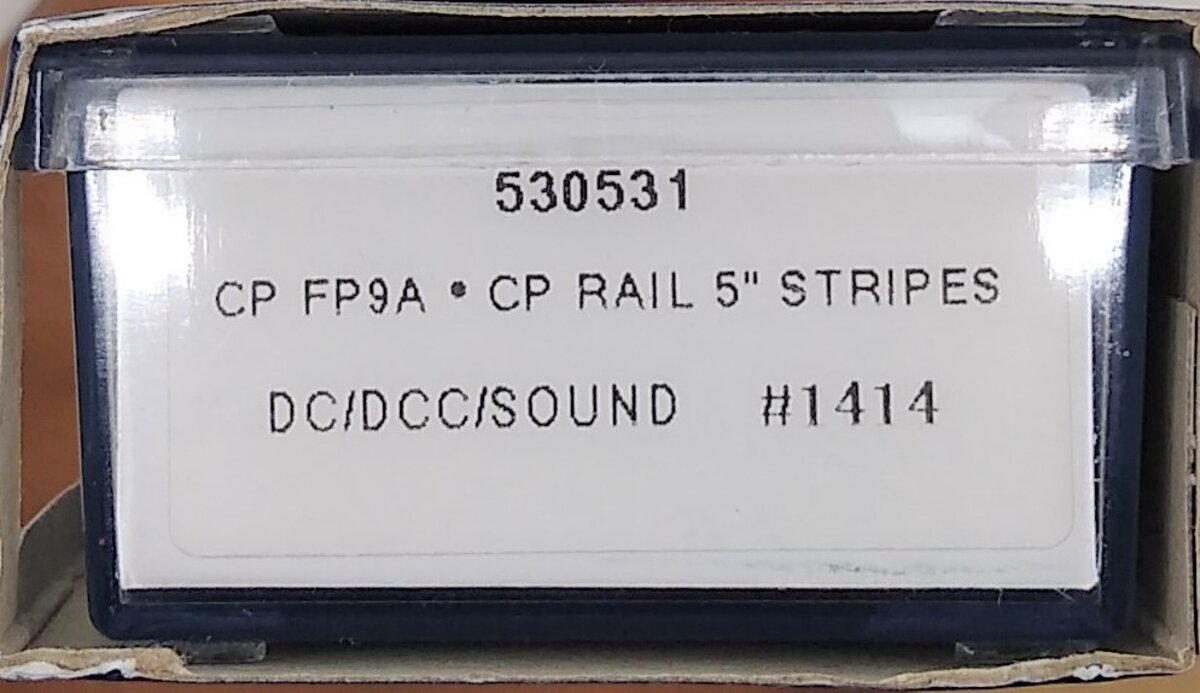 530531
CP FP9A • CP RAIL 5" STRIPES
DC/DCC/SOUND #1414